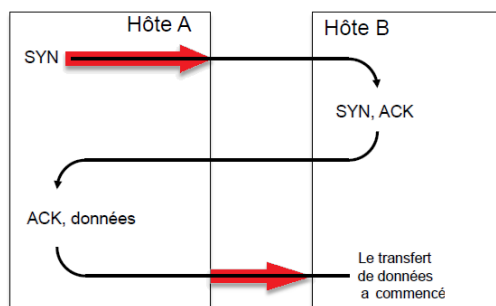 Hôte A
Hôte B
SYN
SYN, ACK
ACK, données
Le transfert
de données
a commencé